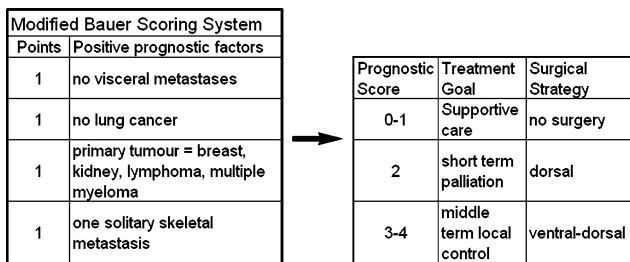 Modified Bauer Scoring System
Points Positive prognostic factors
1 no visceral metastases
1 no lung cancer
1 primary tumour = breast,
kidney, lymphoma, multiple
myeloma
1 one solitary skeletal
metastasis
Prognostic Treatment Surgical
Score Goal Strategy
0-1 Supportive no surgery
care
2 short term dorsal
palliation
3-4 middle ventral-dorsal
term local
control